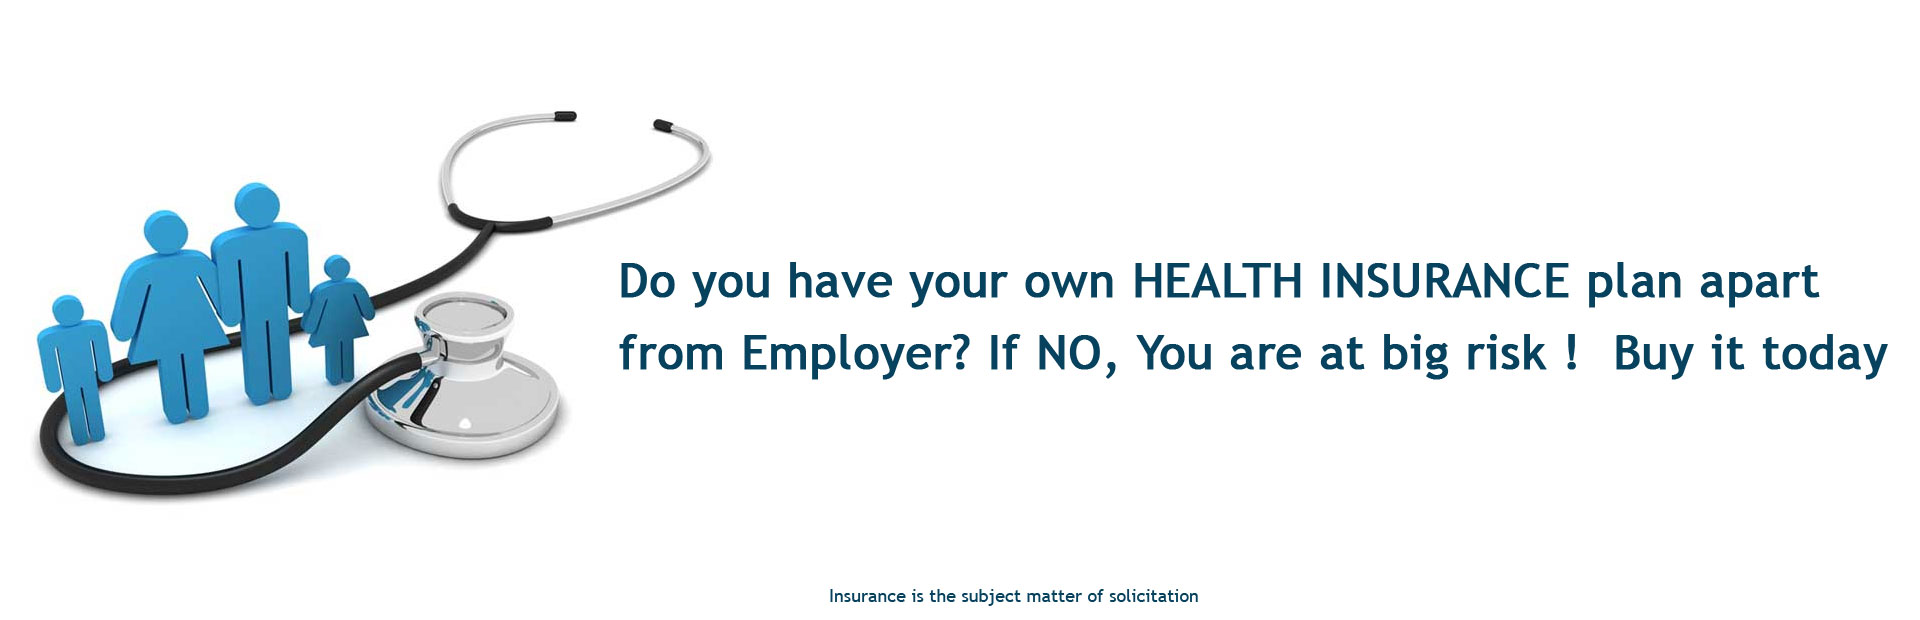 Do you have your own HEALTH INSURANCE plan apart
from Employer? If NO, You are at big risk !  Buy it today
Insurance is the subject matter of solicitation